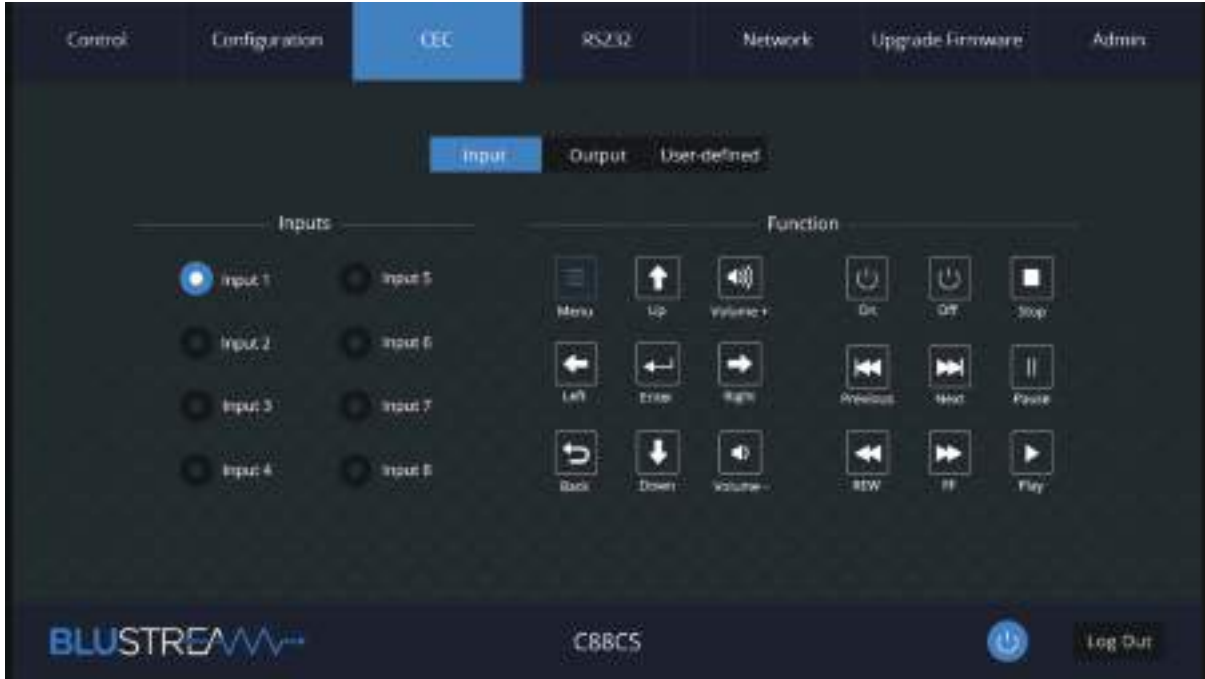 Control Configuration CEC RS232 Network Upgrade Firmware Admin
Input Output User-defined
Inputs Function
Input 1 Input 5
Menu Up Volume + On Off Stop
Input 2 Input 6
Left Enter Right Previous Next Pause
Input 3 Input 7
Input 4 Input 8
Back Down Volume - REW FF Play
BLUSTREAM C88CS Log Out